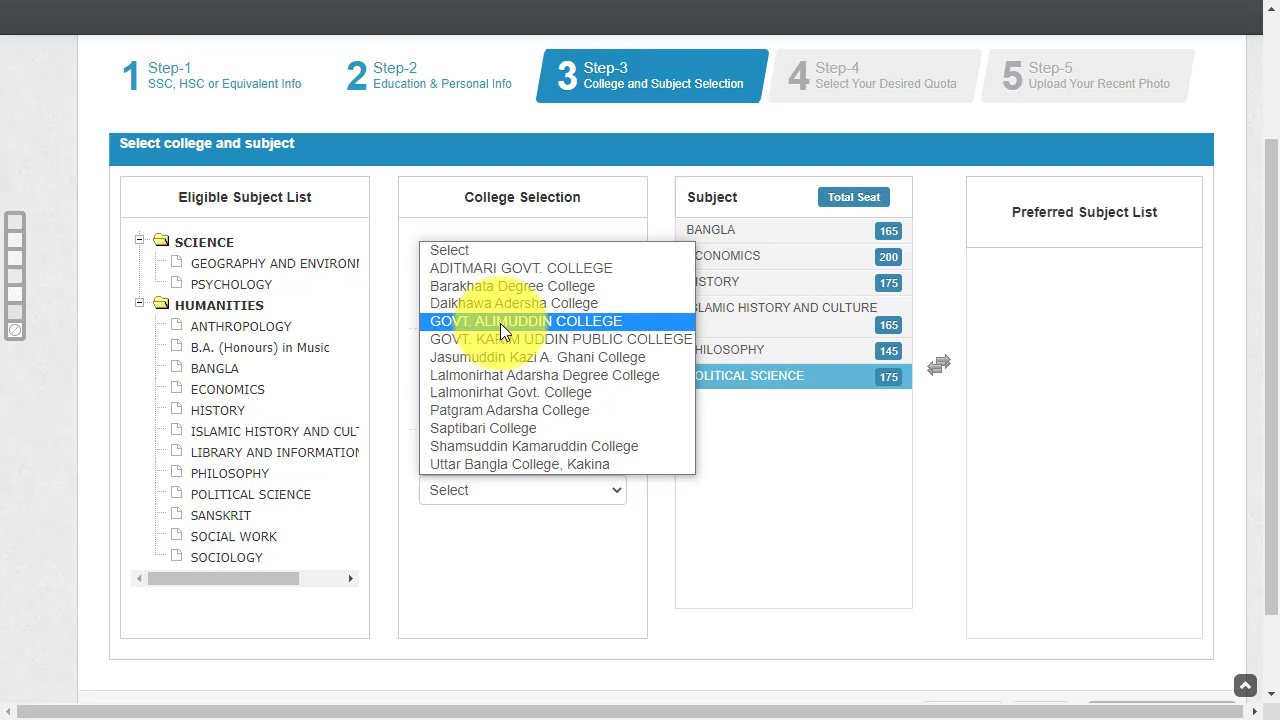 1 Step-1
SSC, HSC or Equivalent Info
2 Step-2
Education & Personal Info
3 Step-3
College and Subject Selection
4 Step-4
Select Your Desired Quota
5 Step-5
Upload Your Recent Photo
Select college and subject
Eligible Subject List
SCIENCE
GEOGRAPHY AND ENVIRON
PSYCHOLOGY
HUMANITIES
ANTHROPOLOGY
B.A. (Honours) in Music
BANGLA
ECONOMICS
HISTORY
ISLAMIC HISTORY AND CULT
LIBRARY AND INFORMATION
PHILOSOPHY
POLITICAL SCIENCE
SANSKRIT
SOCIAL WORK
SOCIOLOGY
College Selection
Select
ADITMARI GOVT. COLLEGE
Barakhata Degree College
Daikhawa Adersha College
GOVT. ALIMUDDIN COLLEGE
GOVT. KARIM UDDIN PUBLIC COLLEGE
Jasumuddin Kazi A. Ghani College
Lalmonirhat Adarsha Degree College
Lalmonirhat Govt. College
Patgram Adarsha College
Saptibari College
Shamsuddin Kamaruddin College
Uttar Bangla College, Kakina
Select
Subject Total Seat
BANGLA 165
CONOMICS 200
ISTORY 175
LAMIC HISTORY AND CULTURE
165
HILOSOPHY 145
OLITICAL SCIENCE 175
Preferred Subject List